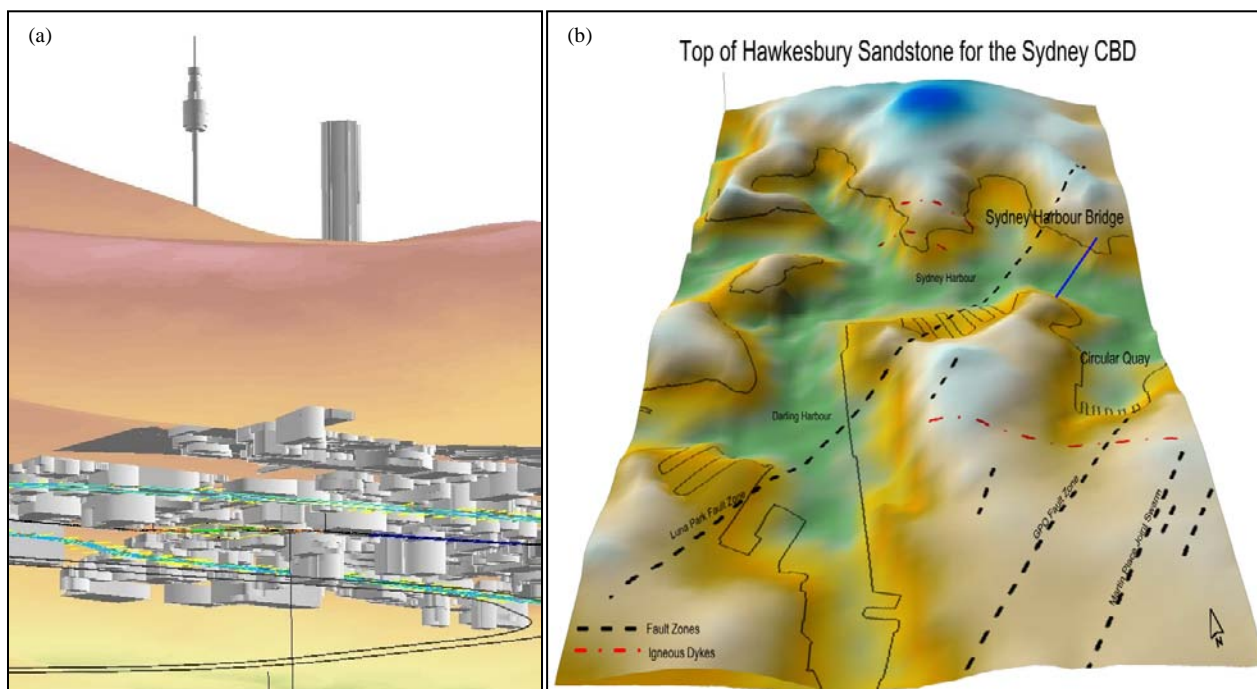 (a)
(b)
Top of Hawkesbury Sandstone for the Sydney CBD
Sydney Harbour Bridge
Sydney Harbour
Circular Quay
Darling Harbour
Luna Park Fault Zone
GPO Fault Zone
Martin Place Joint Swarm
Fault Zones
Igneous Dykes
N